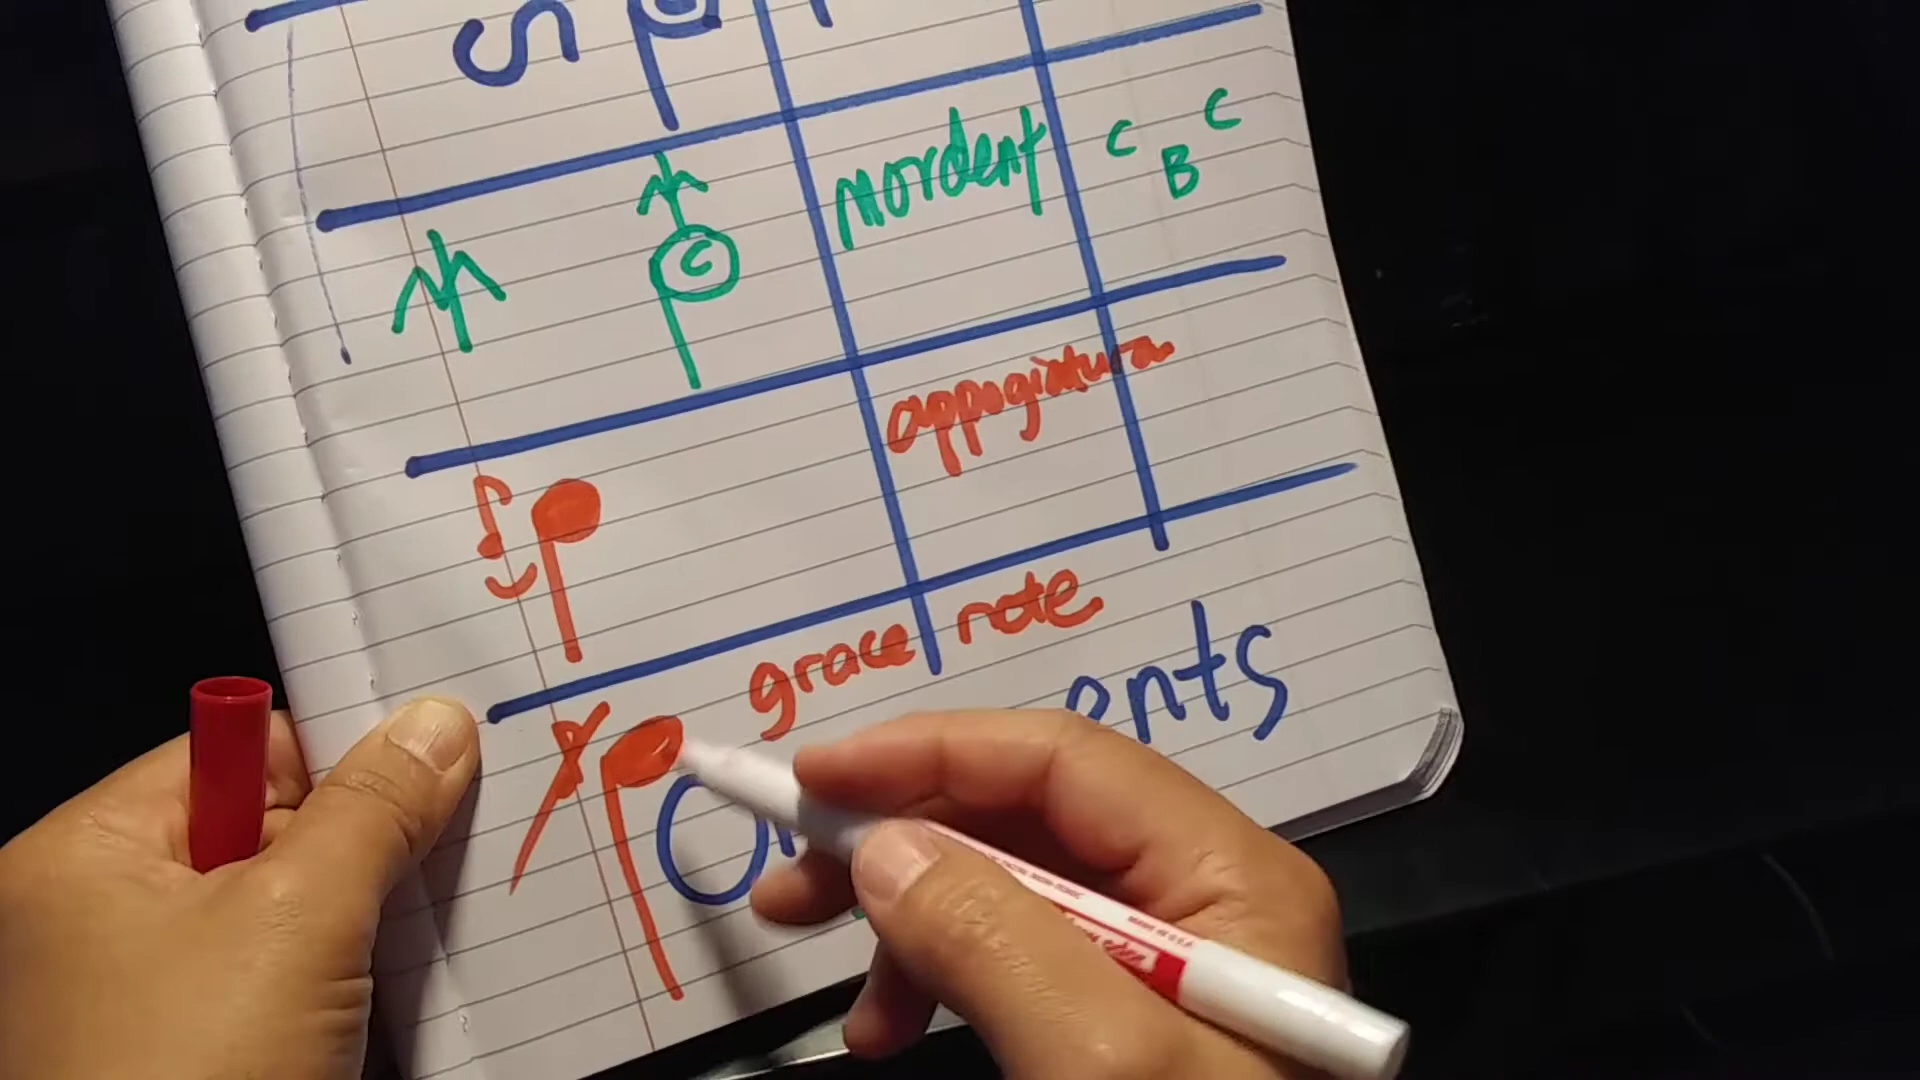 S
C
mordent
C B C
C
appogiatura
grace note
ents